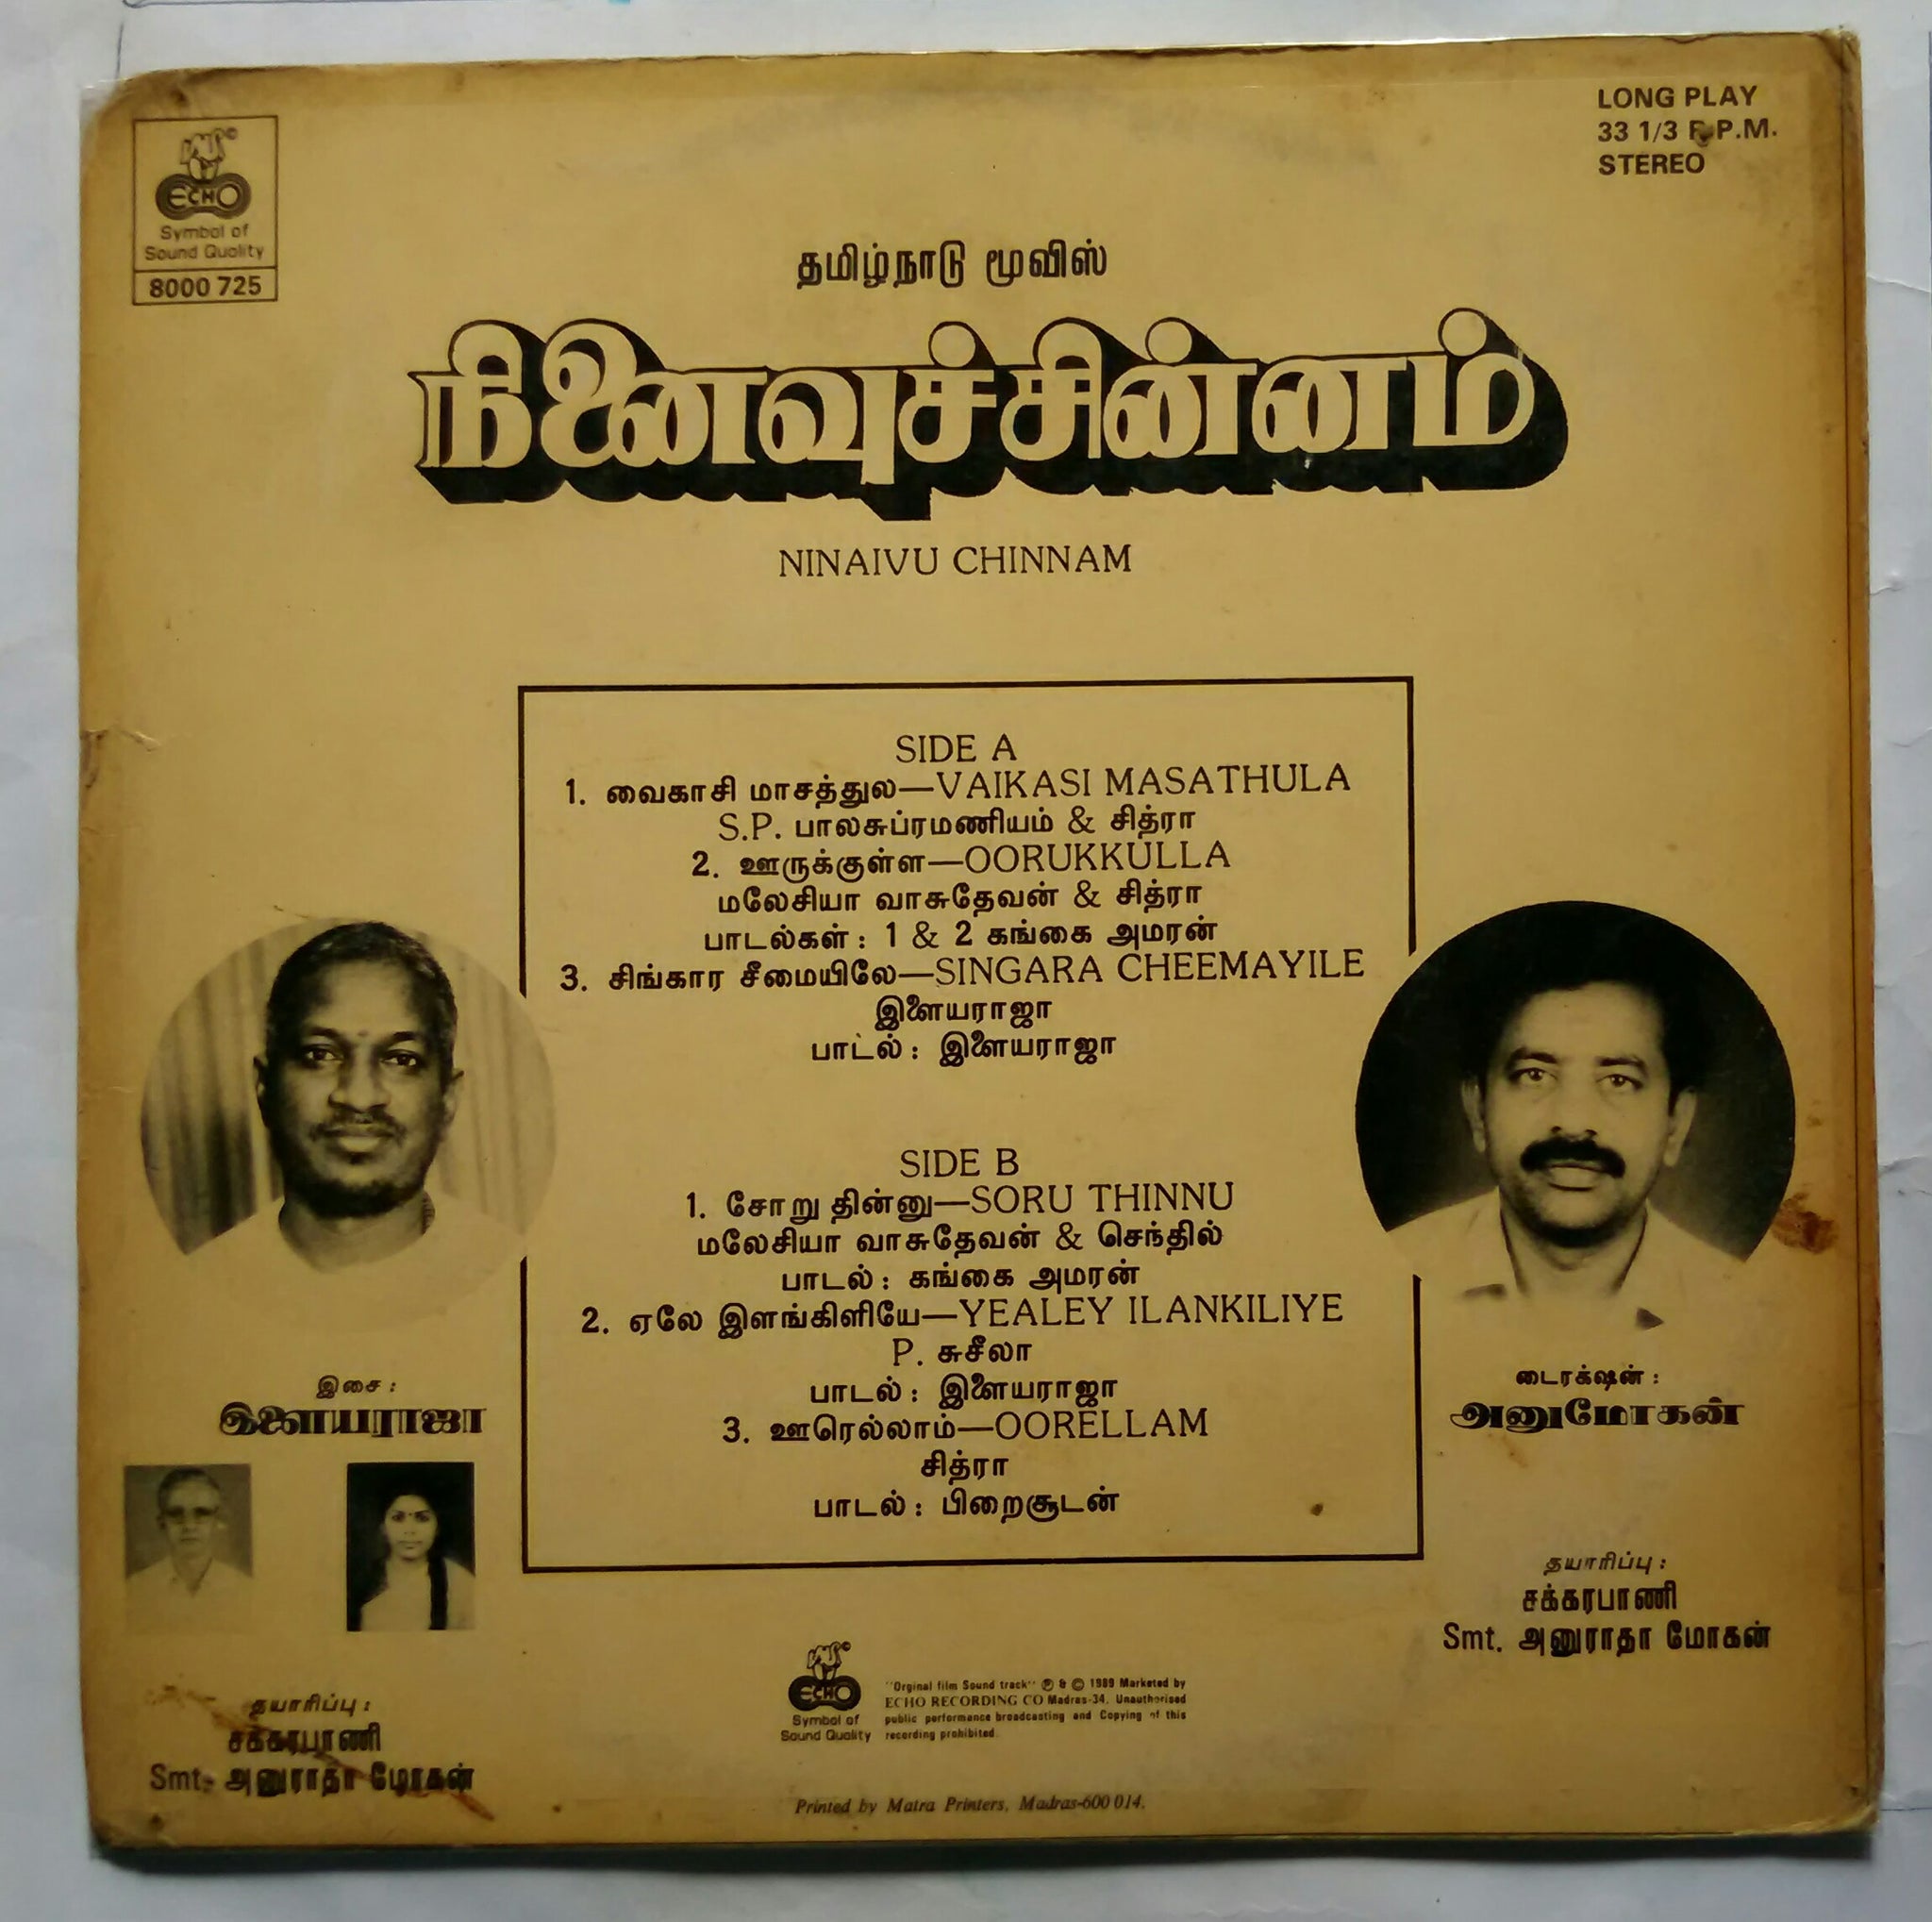 ECHO
Symbol of
Sound Quality
8000 725
LONG PLAY
33 1/3 R.P.M.
STEREO
தமிழ்நாடு மூவிஸ்
நினைவுச்சின்னம்
NINAIVU CHINNAM
SIDE A
1. வைகாசி மாசத்துல—VAIKASI MASATHULA
S.P. பாலசுப்ரமணியம் & சித்ரா
2. ஊருக்குள்ள—OORUKKULLA
மலேசியா வாசுதேவன் & சித்ரா
பாடல்கள் : 1 & 2 கங்கை அமரன்
3. சிங்கார சீமையிலே—SINGARA CHEEMAYILE
இளையராஜா
பாடல் : இளையராஜா
SIDE B
1. சோறு தின்னு—SORU THINNU
மலேசியா வாசுதேவன் & செந்தில்
பாடல் : கங்கை அமரன்
2. ஏலே இளங்கிளியே—YEALEY ILANKILIYE
P. சுசீலா
பாடல் : இளையராஜா
3. ஊரெல்லாம்—OORELLAM
சித்ரா
பாடல் : பிறைசூடன்
இசை :
இளையராஜா
டைரக்‌ஷன் :
அனுமோகன்
தயாரிப்பு :
சக்கரபாணி
Smt. அனுராதா மோகன்
தயாரிப்பு :
சக்கரபாணி
Smt. அனுராதா மோகன்
ECHO
Symbol of
Sound Quality
"Orginal film Sound track" ℗ & © 1989 Marketed by
ECHO RECORDING CO Madras-34. Unauthorised
public performance broadcasting and Copying of this
recording prohibited.
Printed by Matra Printers, Madras-600 014.